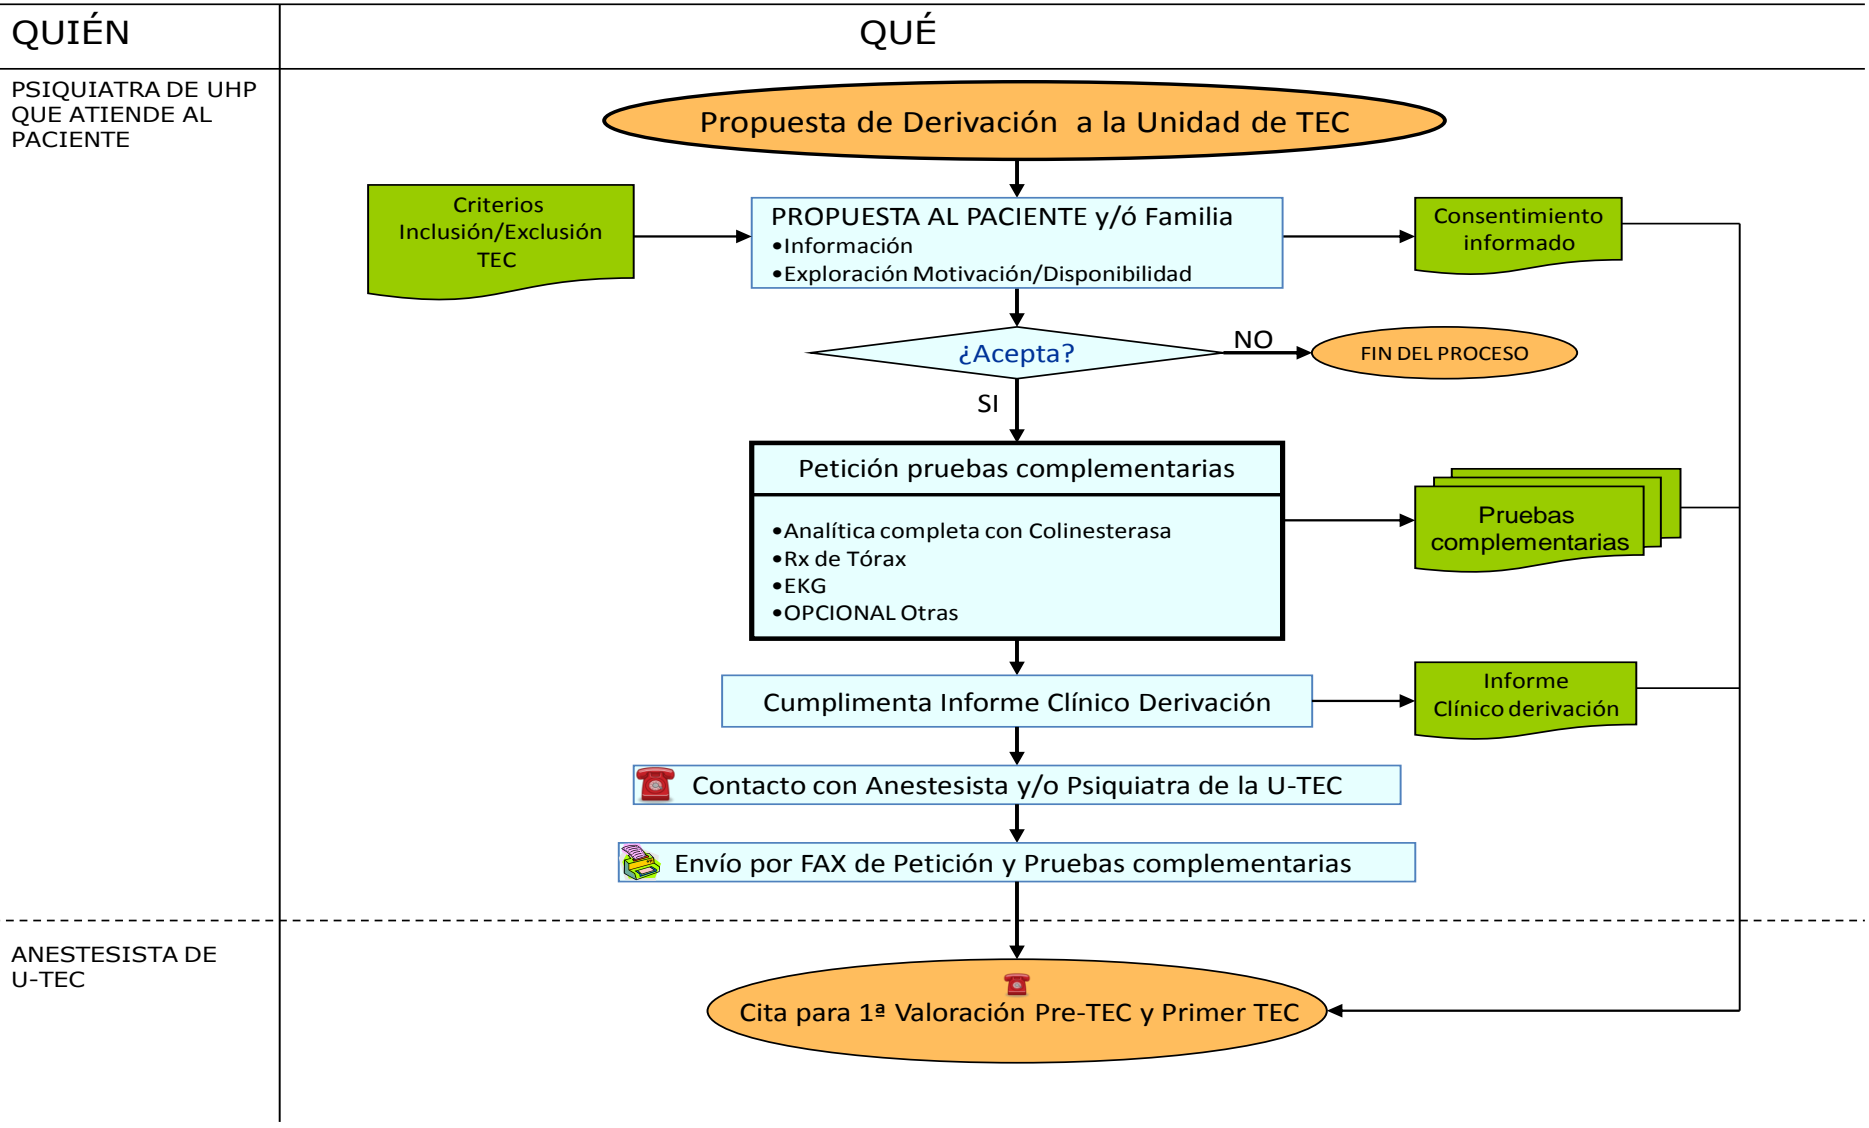 QUIÉN
QUÉ
PSIQUIATRA DE UHP
QUE ATIENDE AL
PACIENTE
Propuesta de Derivación a la Unidad de TEC
Criterios
Inclusión/Exclusión
TEC
PROPUESTA AL PACIENTE y/ó Familia
•Información
•Exploración Motivación/Disponibilidad
Consentimiento
informado
¿Acepta?
NO
FIN DEL PROCESO
SI
Petición pruebas complementarias
•Analítica completa con Colinesterasa
•Rx de Tórax
•EKG
•OPCIONAL Otras
Pruebas
complementarias
Cumplimenta Informe Clínico Derivación
Informe
Clínico derivación
Contacto con Anestesista y/o Psiquiatra de la U-TEC
Envío por FAX de Petición y Pruebas complementarias
ANESTESISTA DE
U-TEC
Cita para 1ª Valoración Pre-TEC y Primer TEC